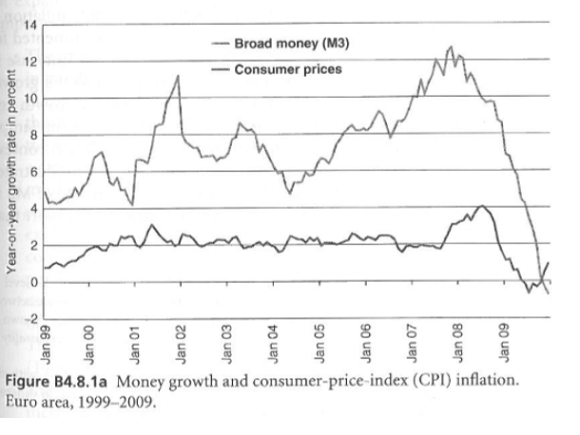 14
12
10
8
6
4
2
0
-2
Year-on-year growth rate in percent
Broad money (M3)
Consumer prices
Jan 99
Jan 00
Jan 01
Jan 02
Jan 03
Jan 04
Jan 05
Jan 06
Jan 07
Jan 08
Jan 09
Figure B4.8.1a Money growth and consumer-price-index (CPI) inflation.
Euro area, 1999–2009.